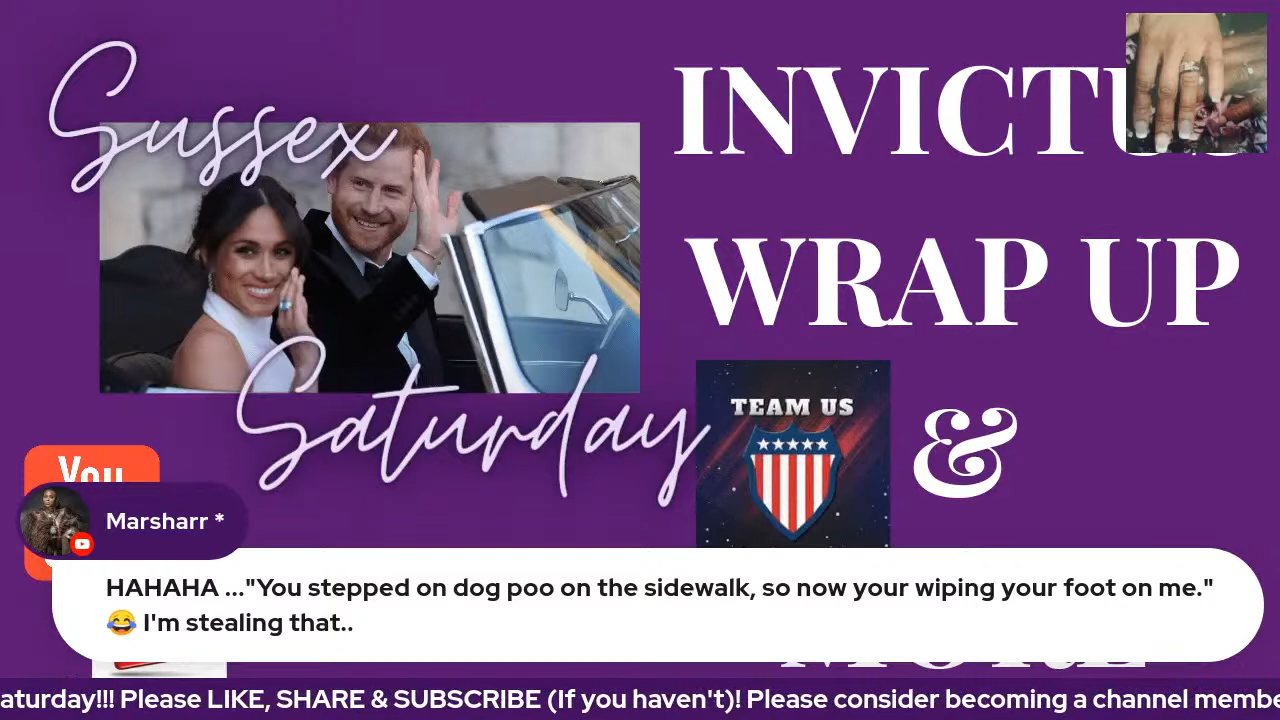 Sussex
Saturday
INVICTUS
WRAP UP
&
TEAM US
You
Marsharr *
HAHAHA ..."You stepped on dog poo on the sidewalk, so now your wiping your foot on me."
😂 I'm stealing that..
MORE
aturday!!! Please LIKE, SHARE & SUBSCRIBE (If you haven't)! Please consider becoming a channel membe